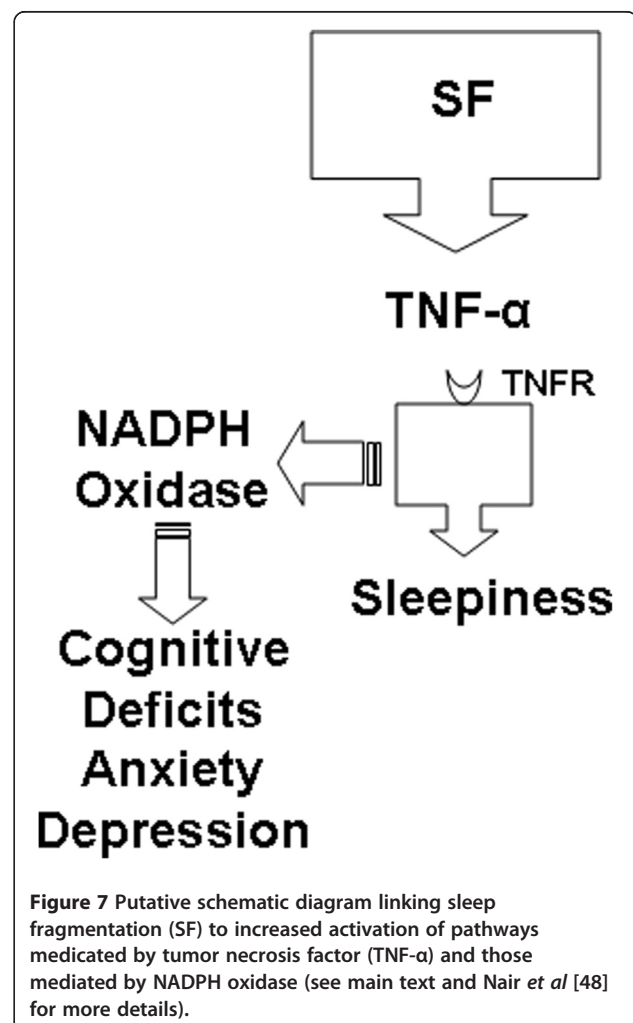 SF
TNF-α
TNFR
NADPH
Oxidase
Sleepiness
Cognitive
Deficits
Anxiety
Depression
Figure 7 Putative schematic diagram linking sleep
fragmentation (SF) to increased activation of pathways
medicated by tumor necrosis factor (TNF-α) and those
mediated by NADPH oxidase (see main text and Nair et al [48]
for more details).